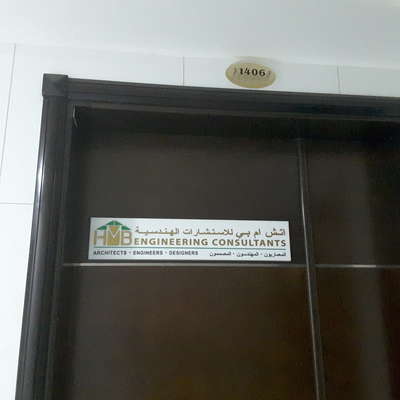 1406
اتش ام بي للاستشارات الهندسية
HMB ENGINEERING CONSULTANTS
ARCHITECTS - ENGINEERS - DESIGNERS
المعماريون - المهندسون - المصممون